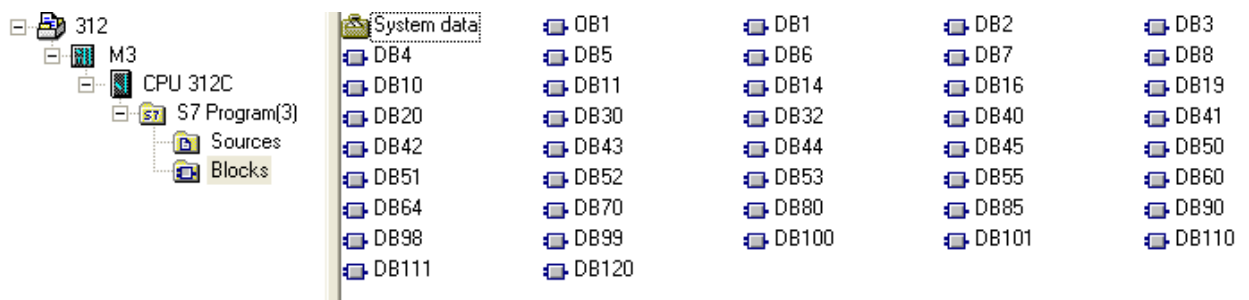 312
M3
CPU 312C
S7 Program(3)
Sources
Blocks
System data OB1 DB1 DB2 DB3
DB4 DB5 DB6 DB7 DB8
DB10 DB11 DB14 DB16 DB19
DB20 DB30 DB32 DB40 DB41
DB42 DB43 DB44 DB45 DB50
DB51 DB52 DB53 DB55 DB60
DB64 DB70 DB80 DB85 DB90
DB98 DB99 DB100 DB101 DB110
DB111 DB120